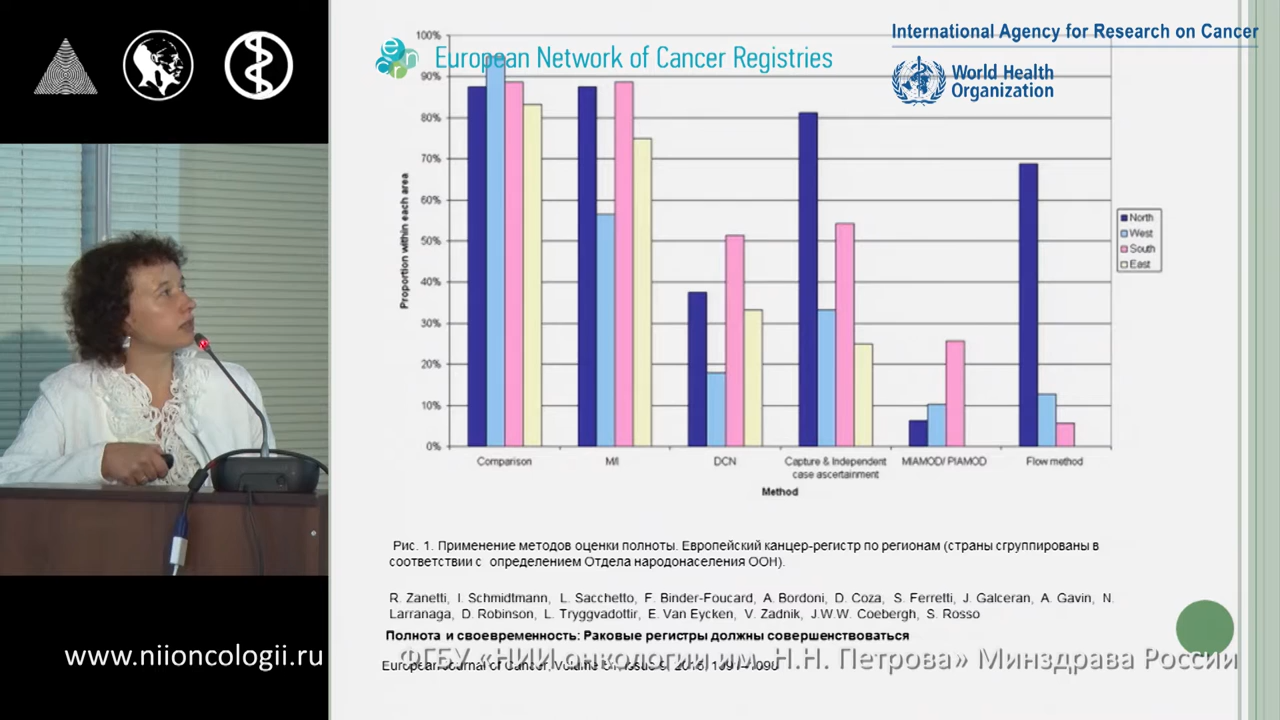 European Network of Cancer Registries
International Agency for Research on Cancer
World Health
Organization
100%
90%
80%
70%
60%
50%
40%
30%
20%
10%
0%
Proportion within each area
North
West
South
East
Comparison
M/I
DCN
Capture & Independent
case ascertainment
MIAMOD/ PIAMOD
Flow method
Method
Рис. 1. Применение методов оценки полноты. Европейский канцер-регистр по регионам (страны сгруппированы в
соответствии с определением Отдела народонаселения ООН).
R. Zanetti, I. Schmidtmann, L. Sacchetto, F. Binder-Foucard, A. Bordoni, D. Coza, S. Ferretti, J. Galceran, A. Gavin, N.
Larranaga, D. Robinson, L. Tryggvadottir, E. Van Eycken, V. Zadnik, J.W.W. Coebergh, S. Rosso
Полнота и своевременность: Раковые регистры должны совершенствоваться
European Journal of Cancer, Volume
ФГБУ «НИИ онкологии им. Н.Н. Петрова» Минздрава России
www.niioncologii.ru